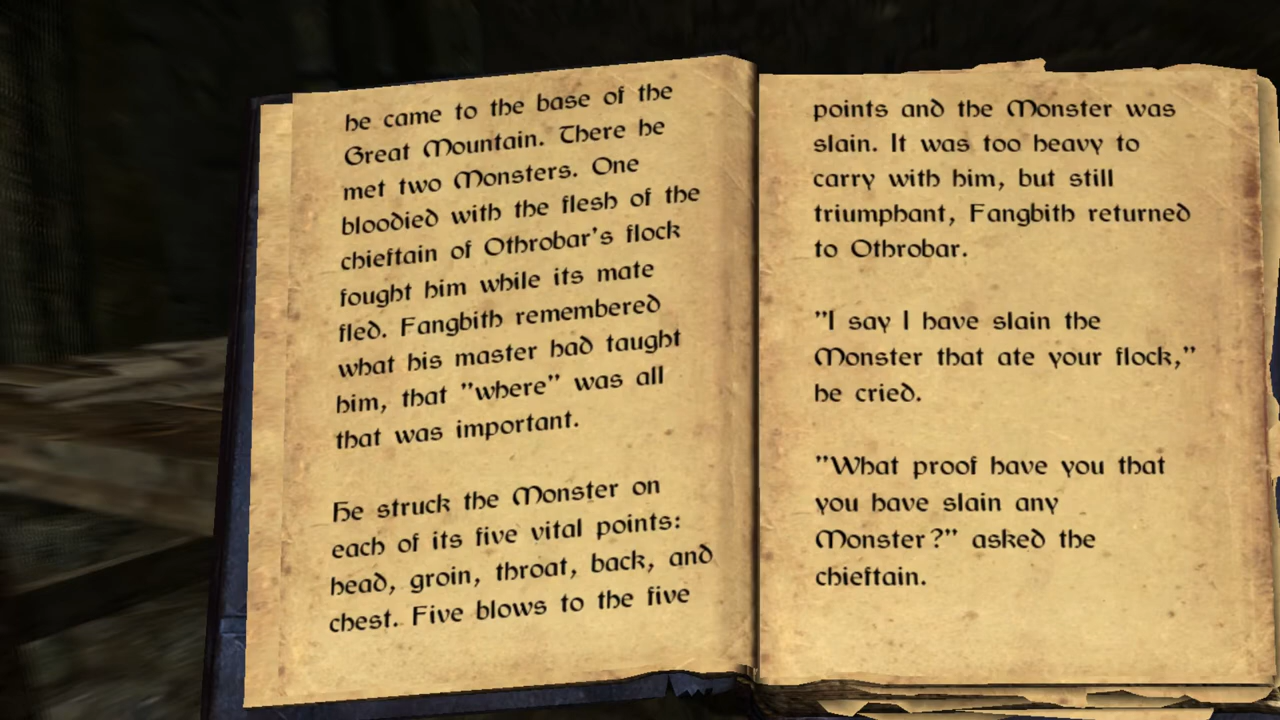 he came to the base of the
Great Mountain. There he
met two Monsters. One
bloodied with the flesh of the
chieftain of Othrobar's flock
fought him while its mate
fled. Fangbith remembered
what his master had taught
him, that "where" was all
that was important.
He struck the Monster on
each of its five vital points:
head, groin, throat, back, and
chest. Five blows to the five
points and the Monster was
slain. It was too heavy to
carry with him, but still
triumphant, Fangbith returned
to Othrobar.
"I say I have slain the
Monster that ate your flock,"
he cried.
"What proof have you that
you have slain any
Monster?" asked the
chieftain.